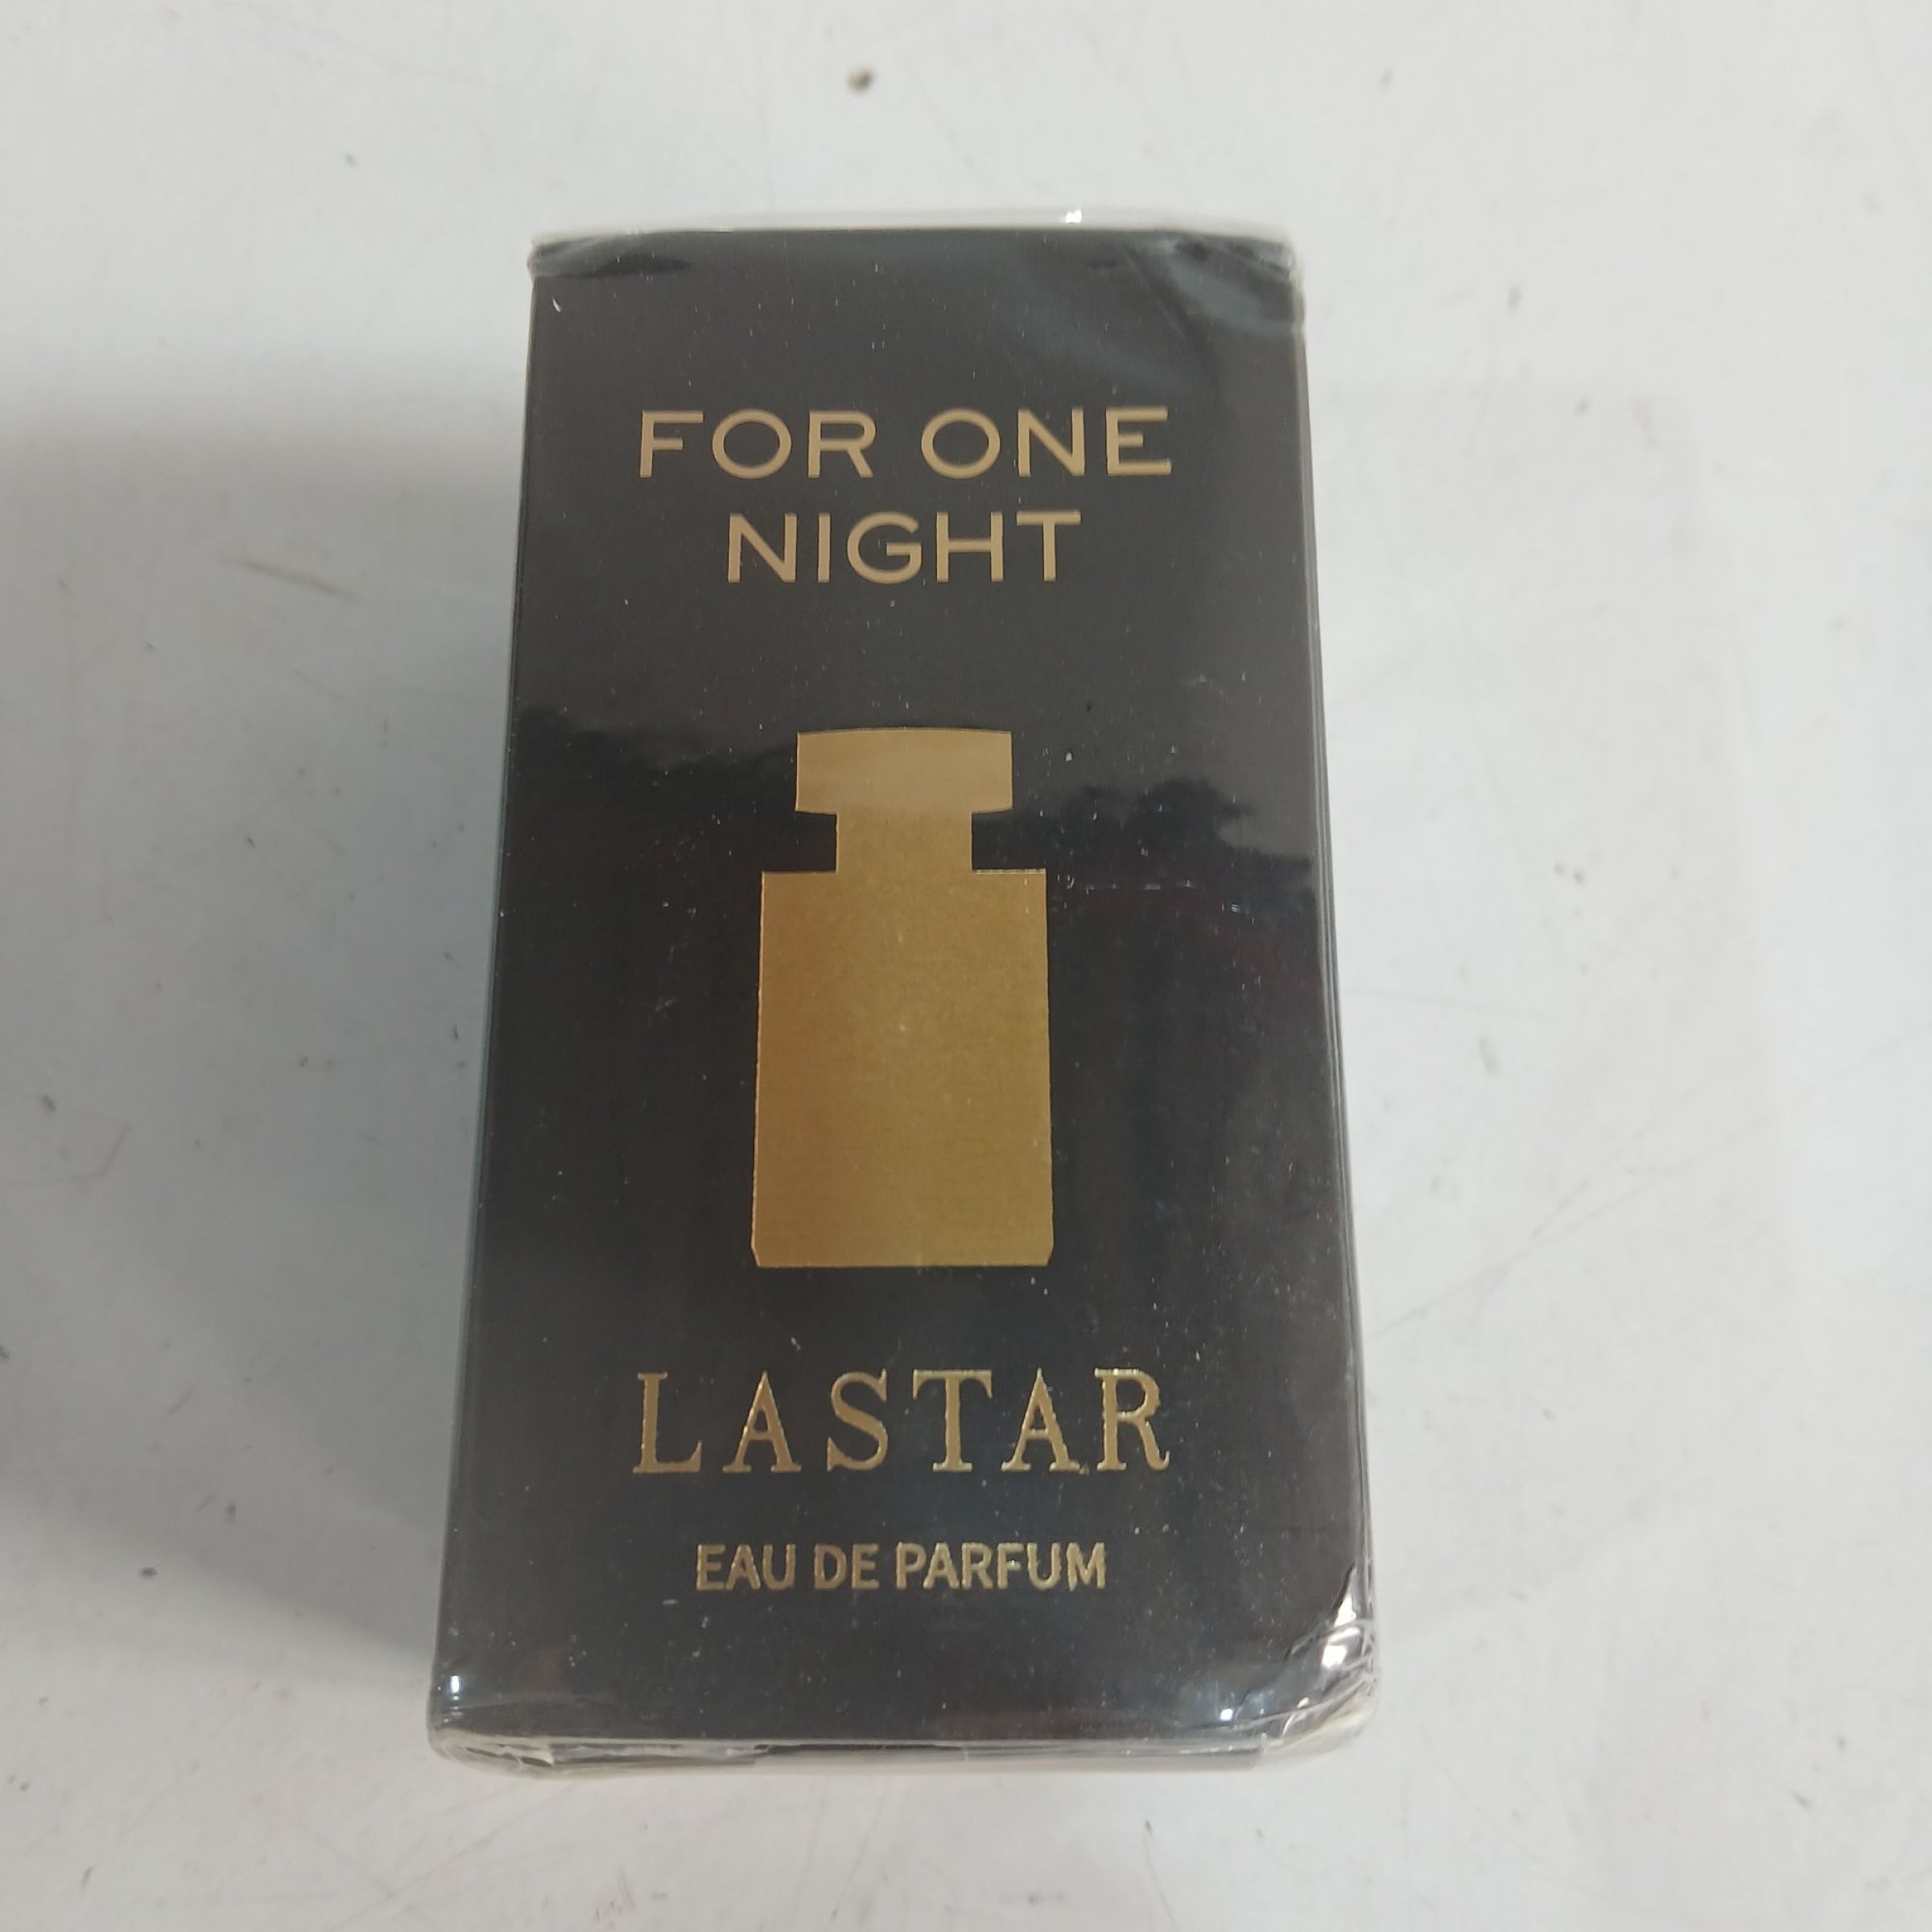 FOR ONE
NIGHT
LASTAR
EAU DE PARFUM